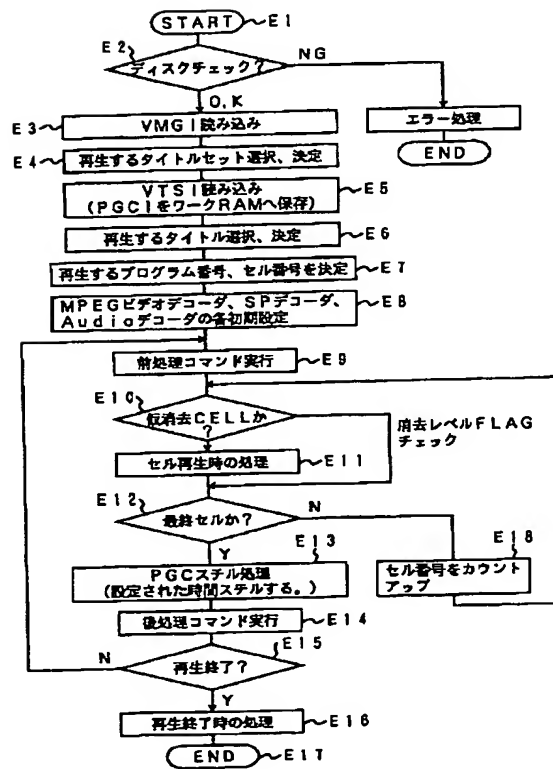 START
E1
E2
ディスクチェック?
NG
O,K
エラー処理
END
E3
VMGI読み込み
E4
再生するタイトルセット選択、決定
VTSI読み込み
(PGCIをワークRAMへ保存)
E5
再生するタイトル選択、決定
E6
再生するプログラム番号、セル番号を決定
E7
MPEGビデオデコーダ、SPデコーダ、
Audioデコーダの各初期設定
E8
前処理コマンド実行
E9
E10
仮消去CELLか
?
消去レベルFLAG
チェック
セル再生時の処理
E11
E12
最終セルか?
N
Y
E13
E18
PGCスチル処理
(設定された時間スチルする。)
セル番号をカウント
アップ
後処理コマンド実行
E14
再生終了?
E15
N
Y
再生終了時の処理
E16
END
E17